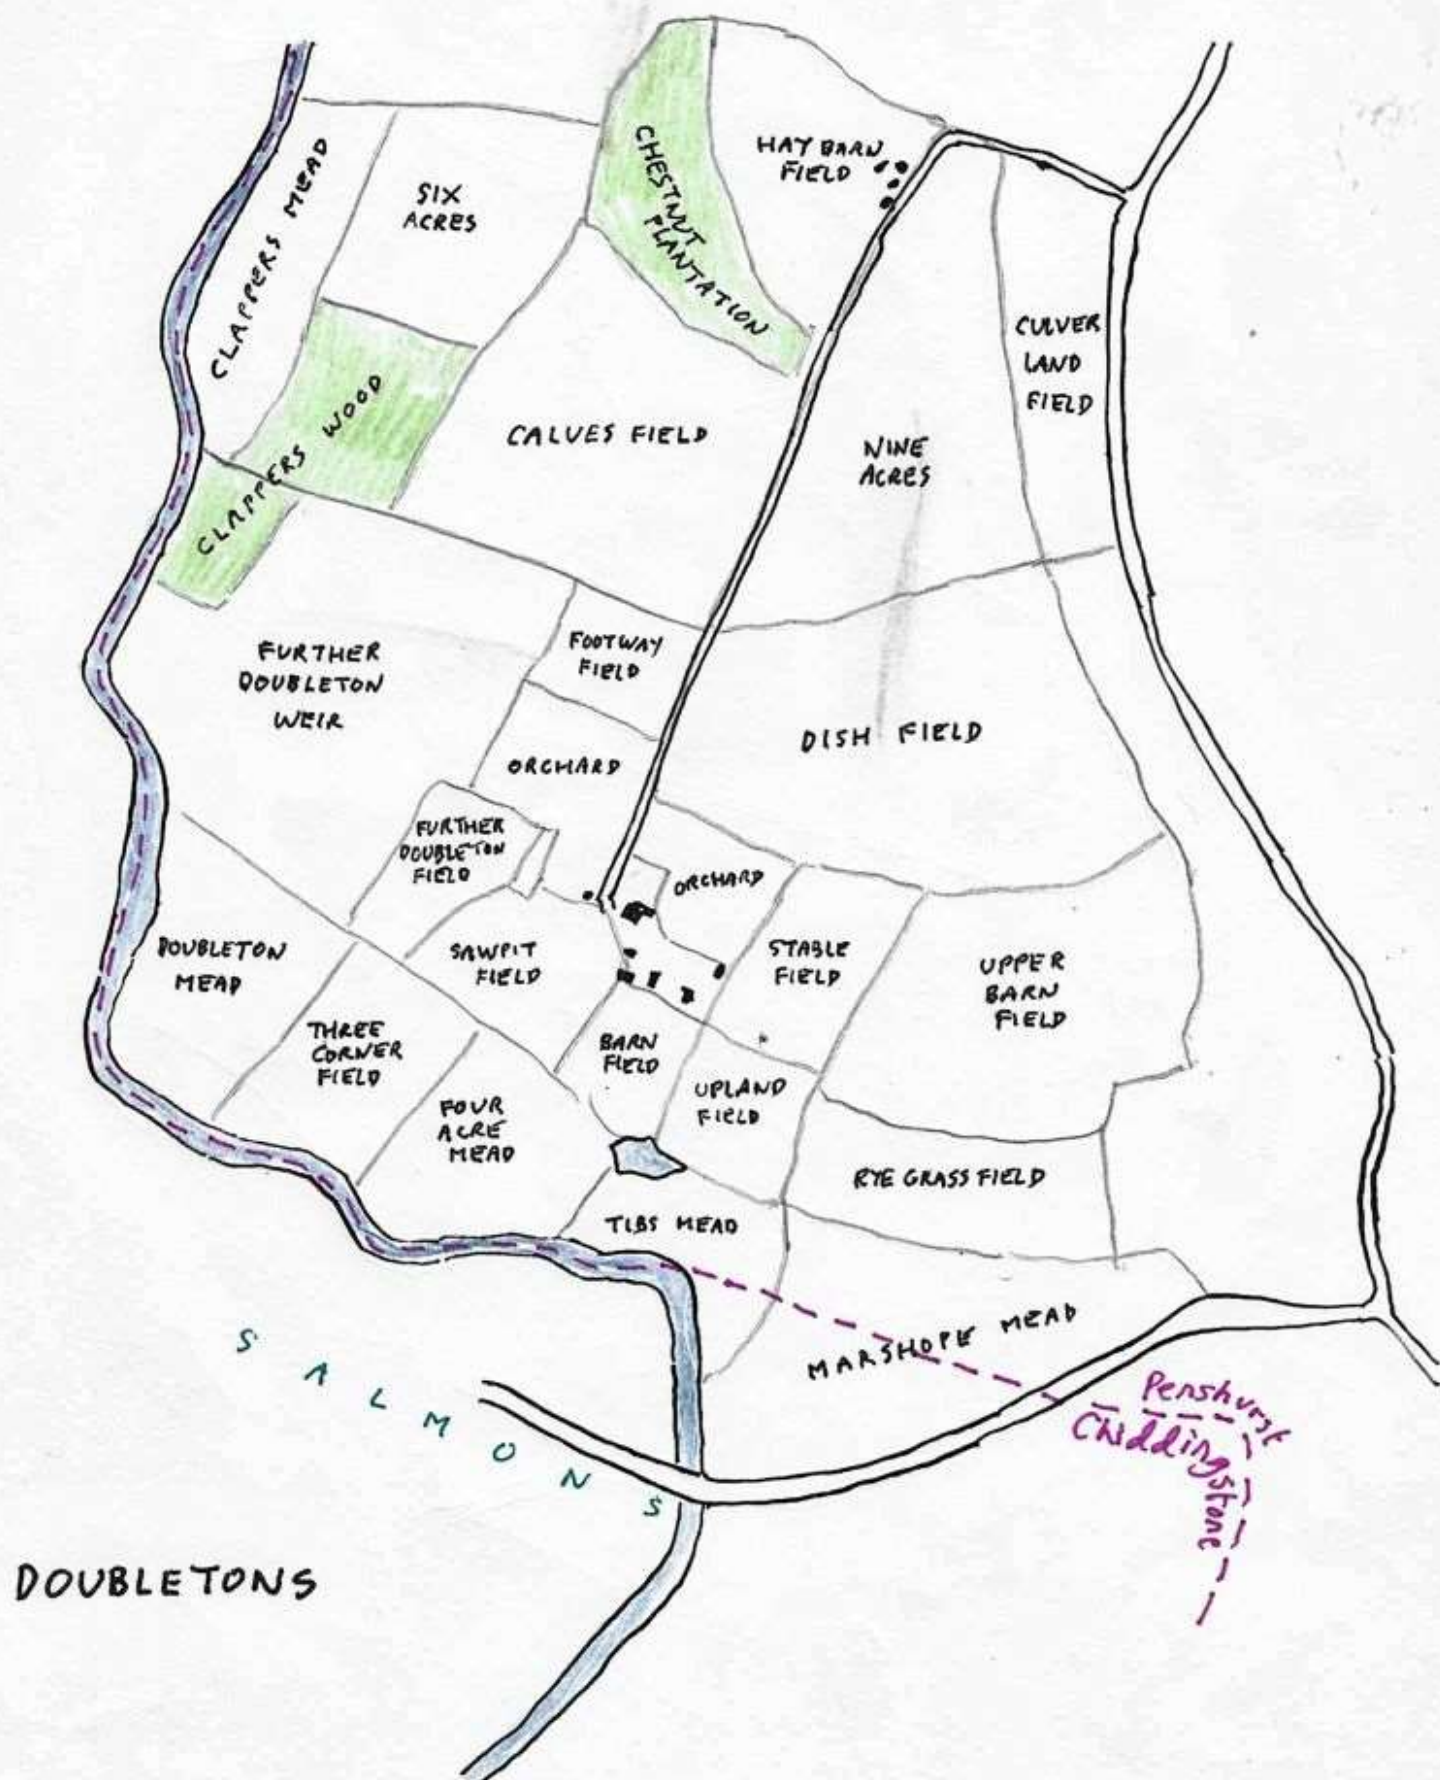 CLAPPERS MEAD
SIX
ACRES
CHESTNUT
PLANTATION
HAY BARN
FIELD
CULVER
LAND
FIELD
CLAPPERS WOOD
CALVES FIELD
NINE
ACRES
FURTHER
DOUBLETON
WEIR
FOOTWAY
FIELD
ORCHARD
DISH FIELD
FURTHER
DOUBLETON
FIELD
ORCHARD
DOUBLETON
MEAD
SAWPIT
FIELD
STABLE
FIELD
UPPER
BARN
FIELD
THREE
CORNER
FIELD
BARN
FIELD
UPLAND
FIELD
FOUR
ACRE
MEAD
RYE GRASS FIELD
TIBS MEAD
MARSHOPE MEAD
SALMONS
Penshurst
Chiddingstone
DOUBLETONS